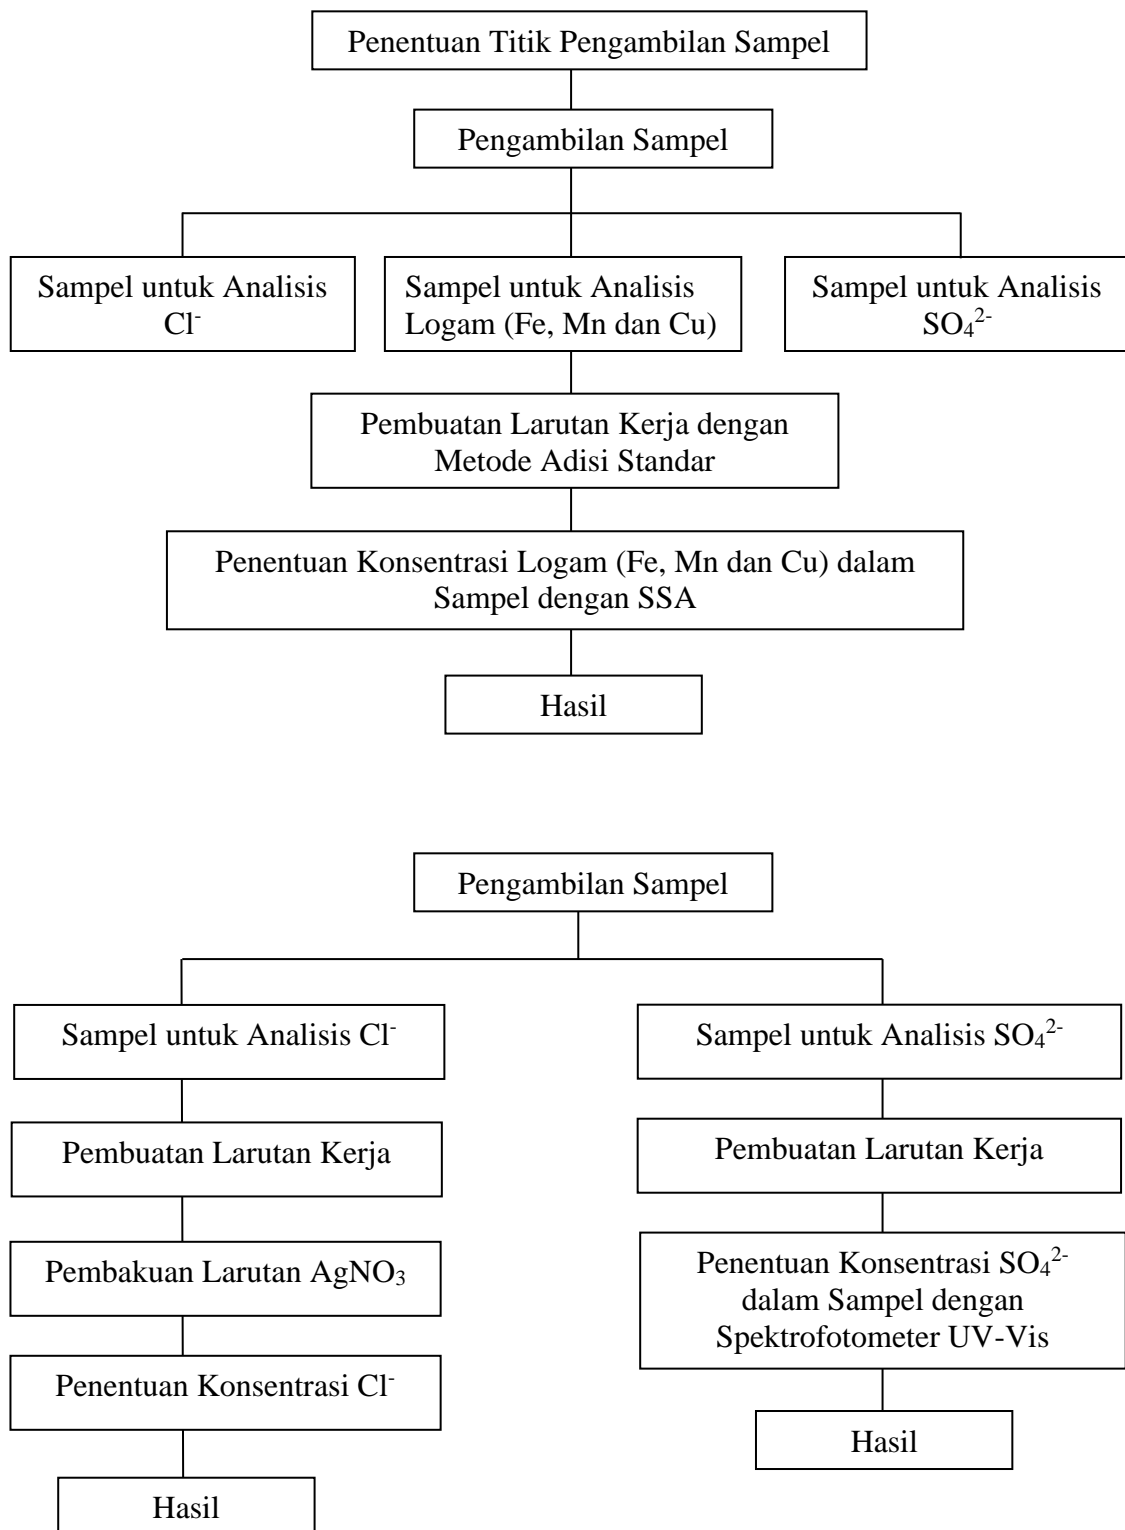 Penentuan Titik Pengambilan Sampel
Pengambilan Sampel
Sampel untuk Analisis
Cl⁻
Sampel untuk Analisis
Logam (Fe, Mn dan Cu)
Sampel untuk Analisis
SO₄²⁻
Pembuatan Larutan Kerja dengan
Metode Adisi Standar
Penentuan Konsentrasi Logam (Fe, Mn dan Cu) dalam
Sampel dengan SSA
Hasil
Pengambilan Sampel
Sampel untuk Analisis Cl⁻
Pembuatan Larutan Kerja
Pembakuan Larutan AgNO₃
Penentuan Konsentrasi Cl⁻
Hasil
Sampel untuk Analisis SO₄²⁻
Pembuatan Larutan Kerja
Penentuan Konsentrasi SO₄²⁻
dalam Sampel dengan
Spektrofotometer UV-Vis
Hasil